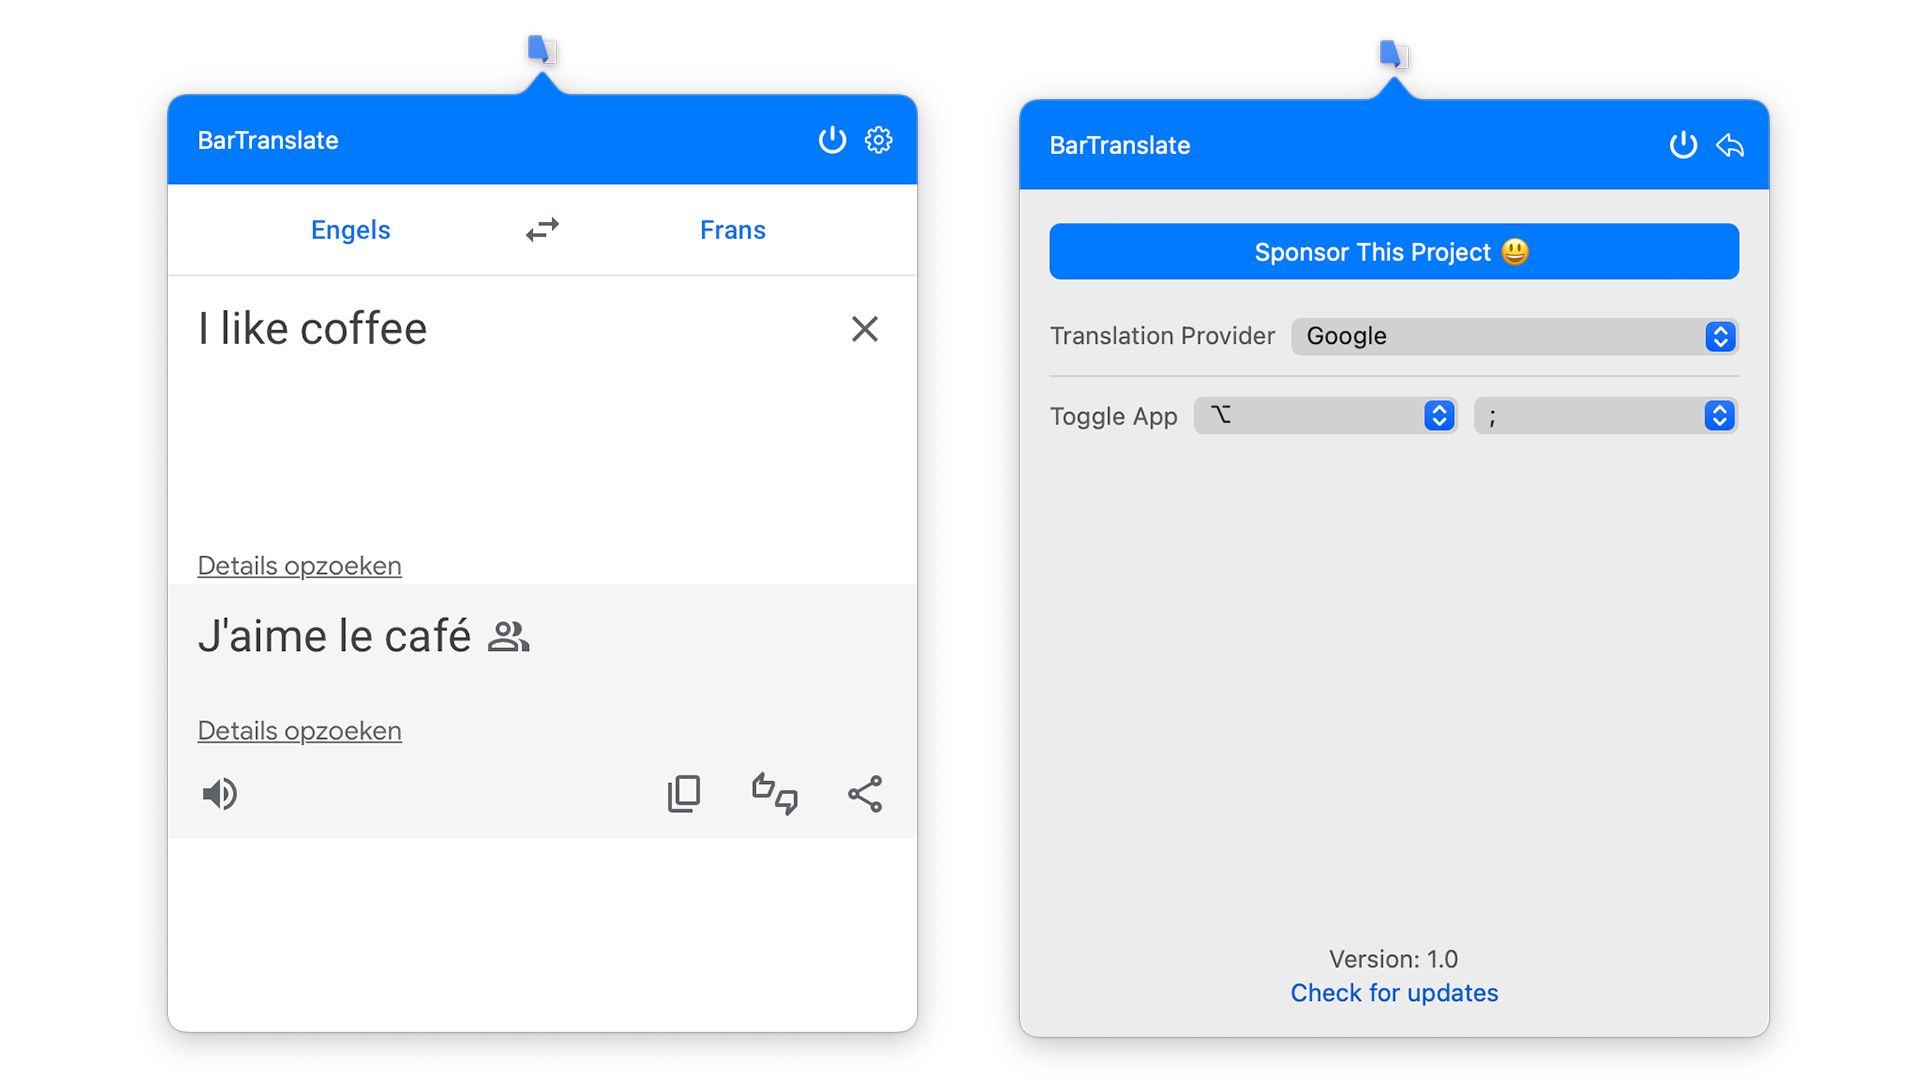 BarTranslate
Engels
Frans
I like coffee
Details opzoeken
J'aime le café
Details opzoeken
BarTranslate
Sponsor This Project 😃
Translation Provider
Google
Toggle App
⌥
;
Version: 1.0
Check for updates